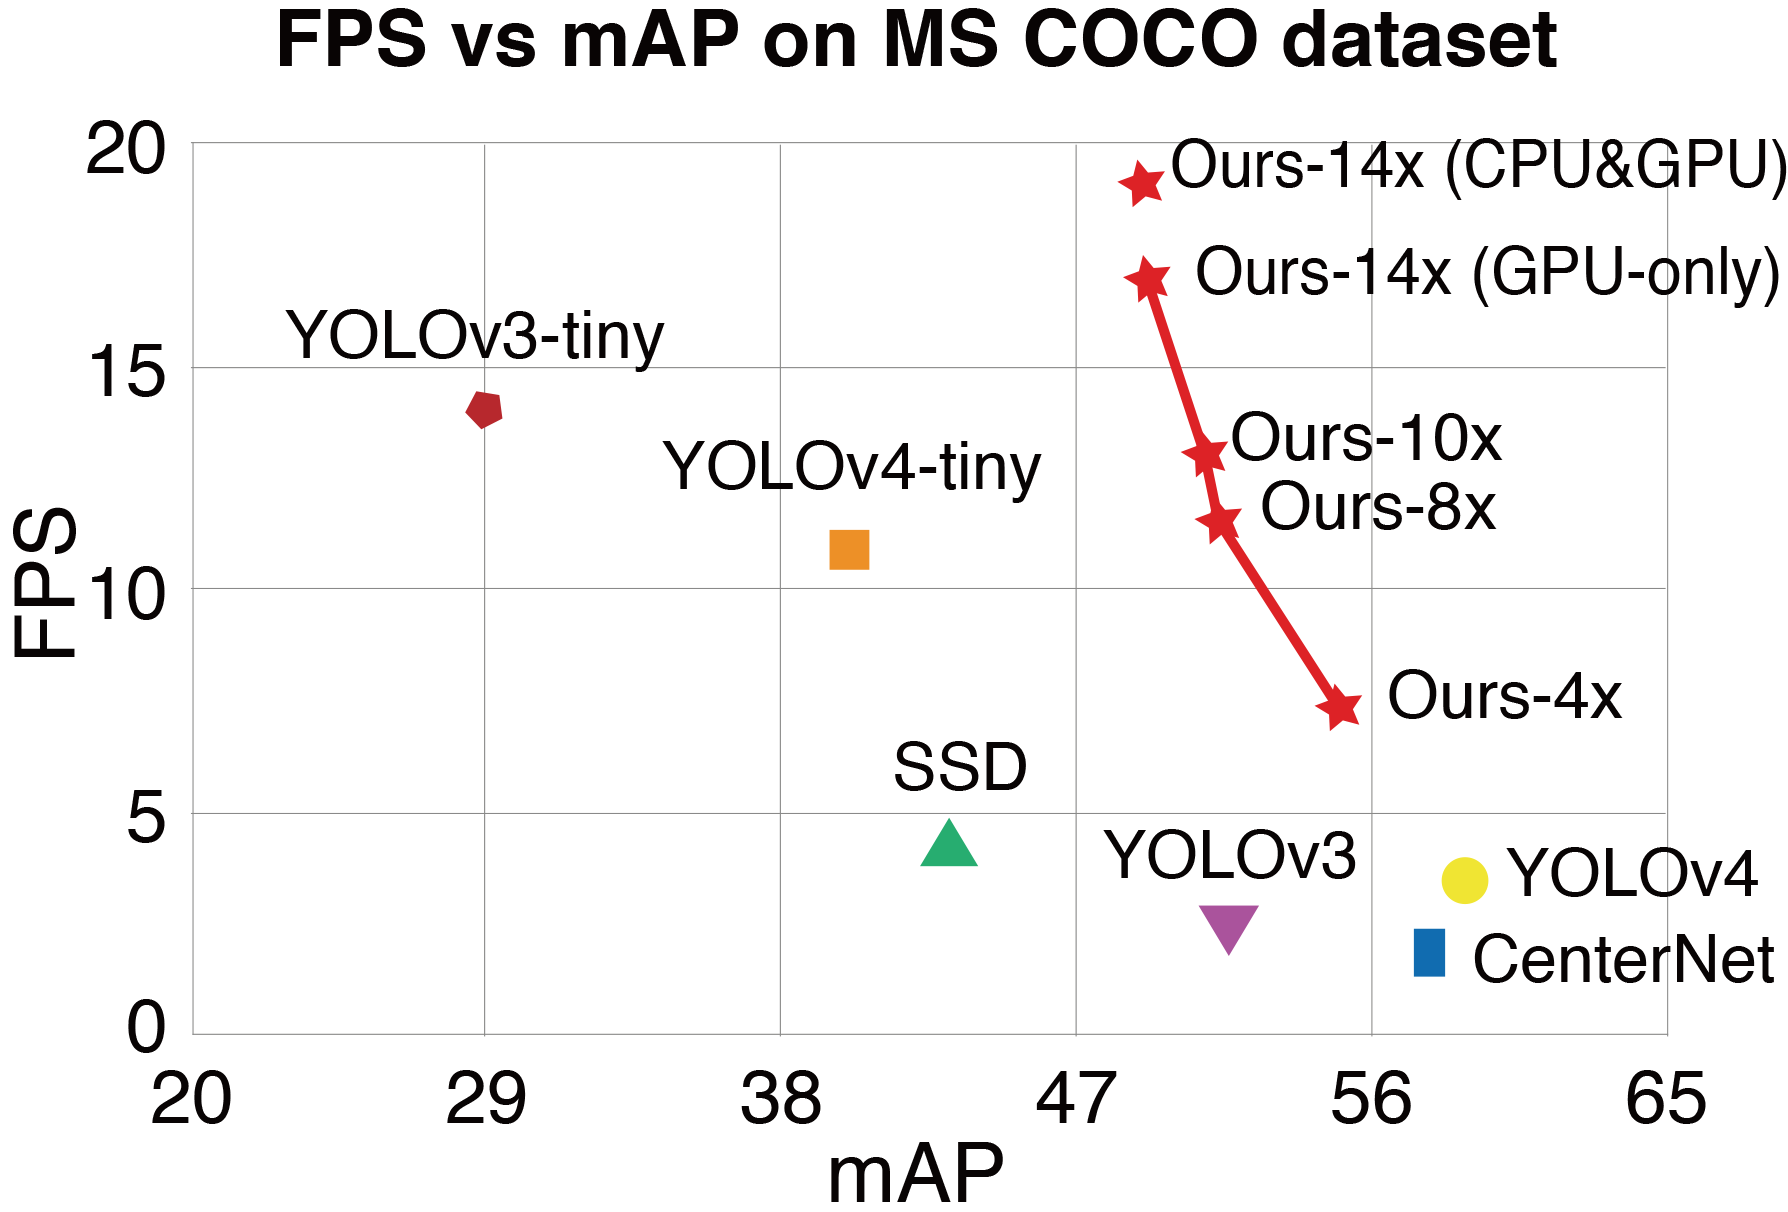 FPS vs mAP on MS COCO dataset
20
Ours-14x (CPU&GPU)
Ours-14x (GPU-only)
YOLOv3-tiny
15
Ours-10x
YOLOv4-tiny
Ours-8x
FPS
10
Ours-4x
SSD
5
YOLOv3
YOLOv4
CenterNet
0
20 29 38 47 56 65
mAP